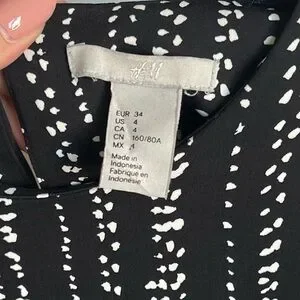 H&M
EUR 34
US 4
CA 4
CN 160/80A
MX 4
Made in
Indonesia
Fabriqué en
Indonésie